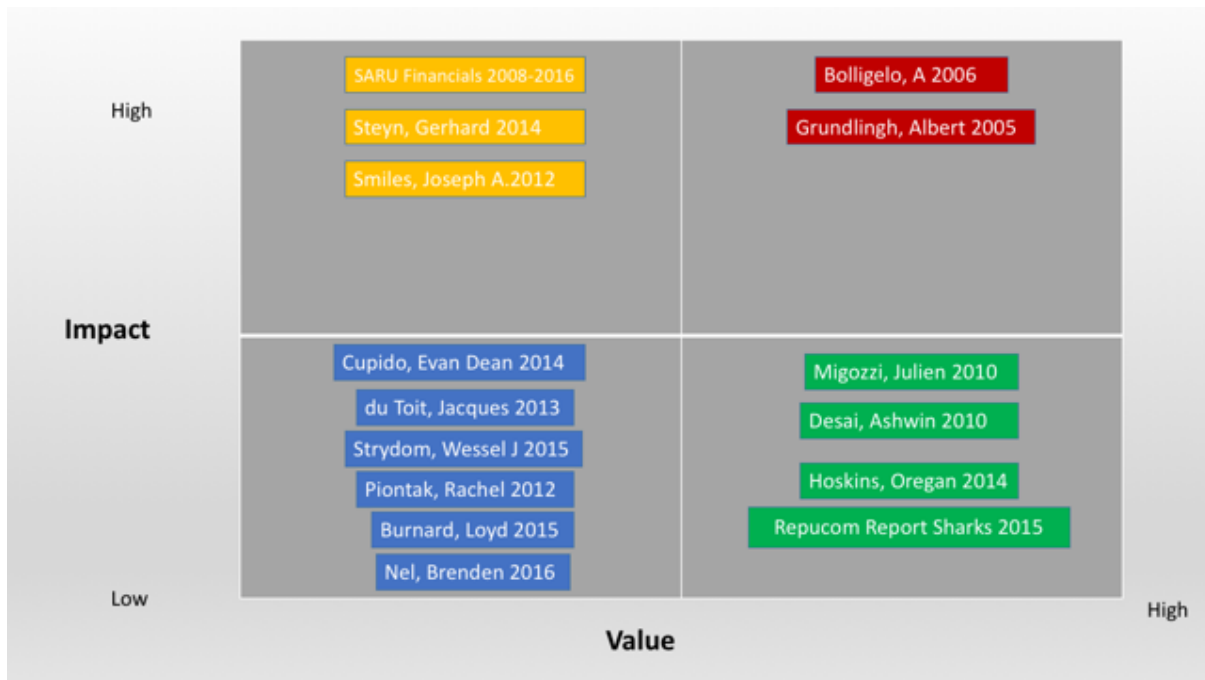 High
SARU Financials 2008-2016
Steyn, Gerhard 2014
Smiles, Joseph A.2012
Bolligelo, A 2006
Grundlingh, Albert 2005
Impact
Cupido, Evan Dean 2014
du Toit, Jacques 2013
Strydom, Wessel J 2015
Piontak, Rachel 2012
Burnard, Loyd 2015
Nel, Brenden 2016
Migozzi, Julien 2010
Desai, Ashwin 2010
Hoskins, Oregan 2014
Repucom Report Sharks 2015
Low
High
Value